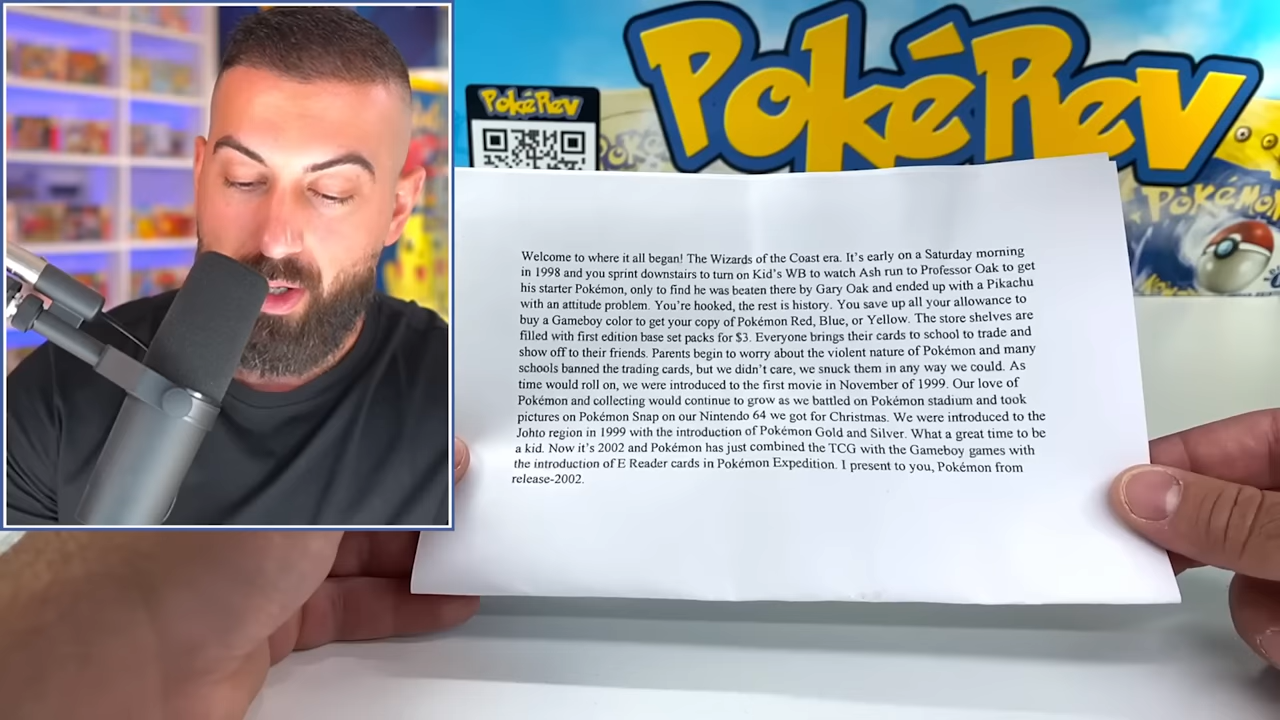 PokéRev
PokéRev
POKÉMON
Welcome to where it all began! The Wizards of the Coast era. It's early on a Saturday morning
in 1998 and you sprint downstairs to turn on Kid's WB to watch Ash run to Professor Oak to get
his starter Pokémon, only to find he was beaten there by Gary Oak and ended up with a Pikachu
with an attitude problem. You're hooked, the rest is history. You save up all your allowance to
buy a Gameboy color to get your copy of Pokémon Red, Blue, or Yellow. The store shelves are
filled with first edition base set packs for $3. Everyone brings their cards to school to trade and
show off to their friends. Parents begin to worry about the violent nature of Pokémon and many
schools banned the trading cards, but we didn't care, we snuck them in any way we could. As
time would roll on, we were introduced to the first movie in November of 1999. Our love of
Pokémon and collecting would continue to grow as we battled on Pokémon stadium and took
pictures on Pokémon Snap on our Nintendo 64 we got for Christmas. We were introduced to the
Johto region in 1999 with the introduction of Pokémon Gold and Silver. What a great time to be
a kid. Now it's 2002 and Pokémon has just combined the TCG with the Gameboy games with
the introduction of E Reader cards in Pokémon Expedition. I present to you, Pokémon from
release-2002.